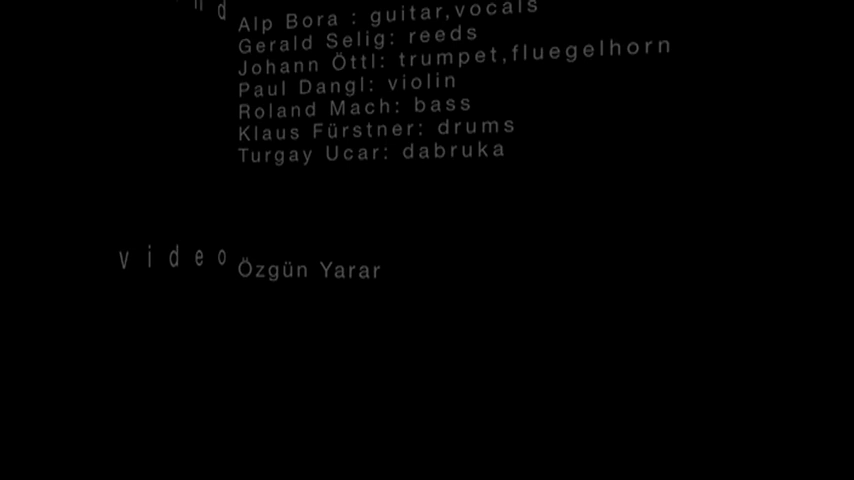 Alp Bora : guitar,vocals
Gerald Selig: reeds
Johann Öttl: trumpet,fluegelhorn
Paul Dangl: violin
Roland Mach: bass
Klaus Fürstner: drums
Turgay Ucar: dabruka
video Özgün Yarar